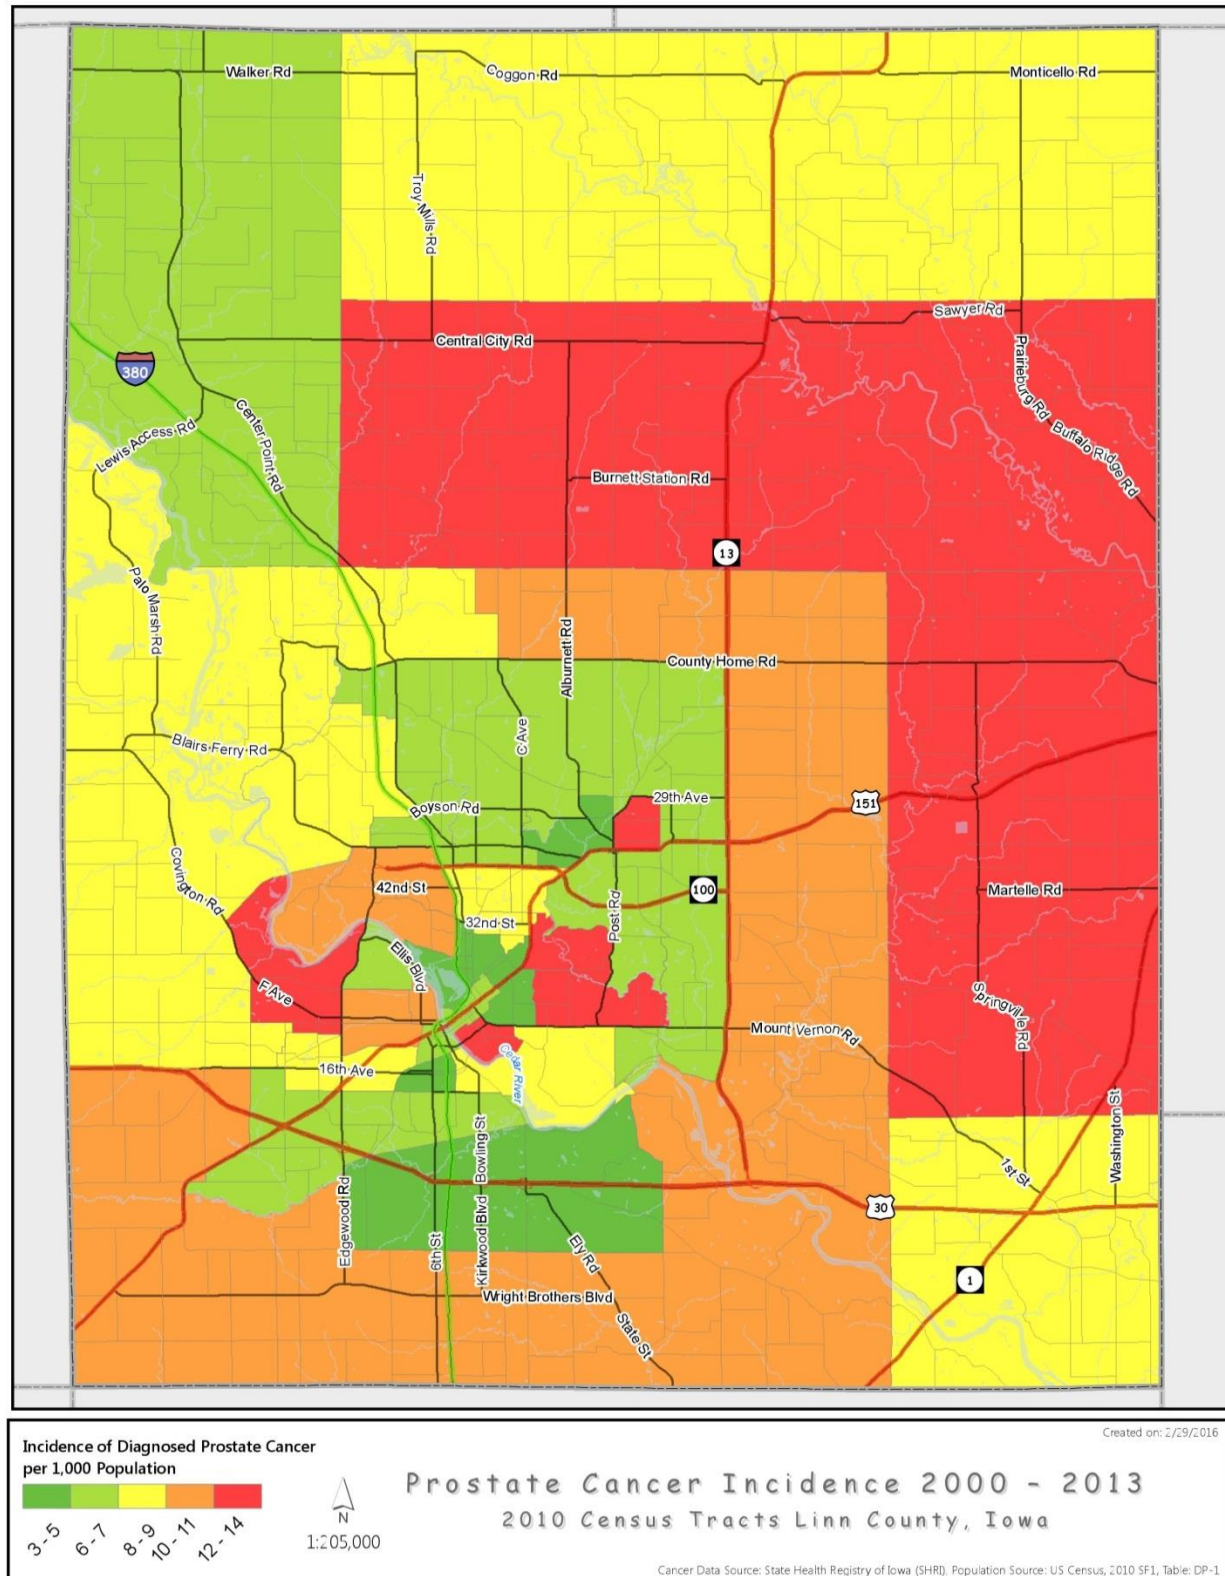 Walker Rd
Coggon Rd
Monticello Rd
Troy Mills Rd
Sawyer Rd
Central City Rd
380
Prairieburg Rd
Center Point Rd
Lewis Access Rd
Buffalo Ridge Rd
Burnett Station Rd
13
Palo Marsh Rd
Alburnett Rd
County Home Rd
C Ave
Blairs Ferry Rd
29th Ave
151
Boyson Rd
Covington Rd
42nd St
100
Martelle Rd
Post Rd
32nd St
Ellis Blvd
F Ave
Springville Rd
Mount Vernon Rd
Cedar River
16th Ave
Washington St
Bowling St
1st St
30
Edgewood Rd
6th St
Kirkwood Blvd
Ely Rd
1
Wright Brothers Blvd
State St
Created on: 2/29/2016
Incidence of Diagnosed Prostate Cancer
per 1,000 Population
3 - 5
6 - 7
8 - 9
10 - 11
12 - 14
N
1:205,000
Prostate Cancer Incidence 2000 - 2013
2010 Census Tracts Linn County, Iowa
Cancer Data Source: State Health Registry of Iowa (SHRI), Population Source: US Census, 2010 SF1, Table: DP-1